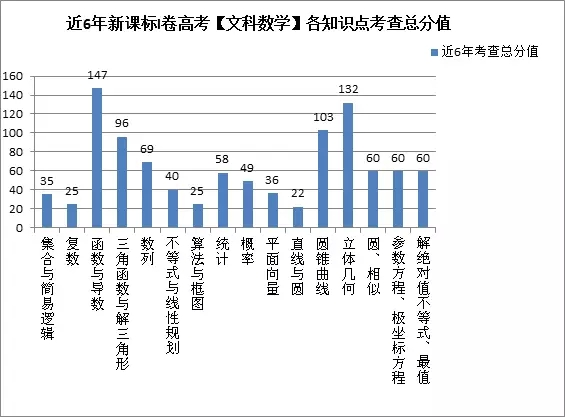 近6年新课标I卷高考【文科数学】各知识点考查总分值
近6年考查总分值
160
140
120
100
80
60
40
20
0
35
25
147
96
69
40
25
58
49
36
22
103
132
60
60
60
集合与简易逻辑
复数
函数与导数
三角函数与解三角形
数列
不等式与线性规划
算法与框图
统计
概率
平面向量
直线与圆
圆锥曲线
立体几何
圆、相似
参数方程、极坐标方程
解绝对值不等式、最值